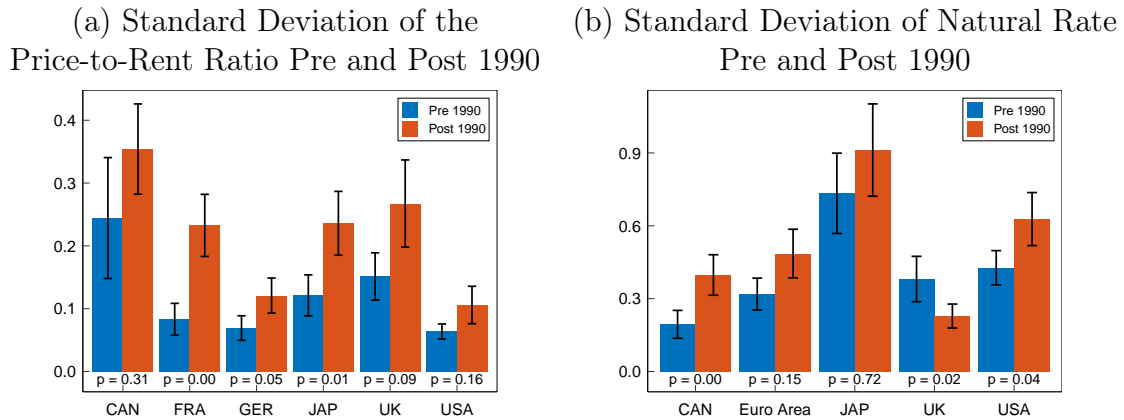 (a) Standard Deviation of the
Price-to-Rent Ratio Pre and Post 1990
Pre 1990
Post 1990
0.4
0.3
0.2
0.1
0.0
p = 0.31 p = 0.00 p = 0.05 p = 0.01 p = 0.09 p = 0.16
CAN FRA GER JAP UK USA
(b) Standard Deviation of Natural Rate
Pre and Post 1990
Pre 1990
Post 1990
0.9
0.6
0.3
0.0
p = 0.00 p = 0.15 p = 0.72 p = 0.02 p = 0.04
CAN Euro Area JAP UK USA